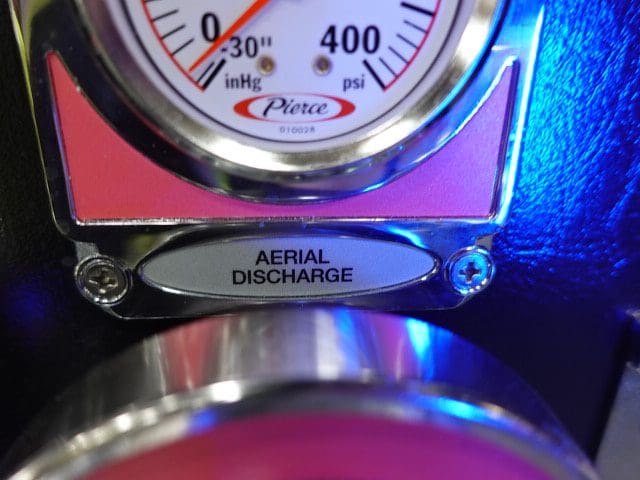 0
-30"
400
inHg
psi
Pierce
010028
AERIAL
DISCHARGE